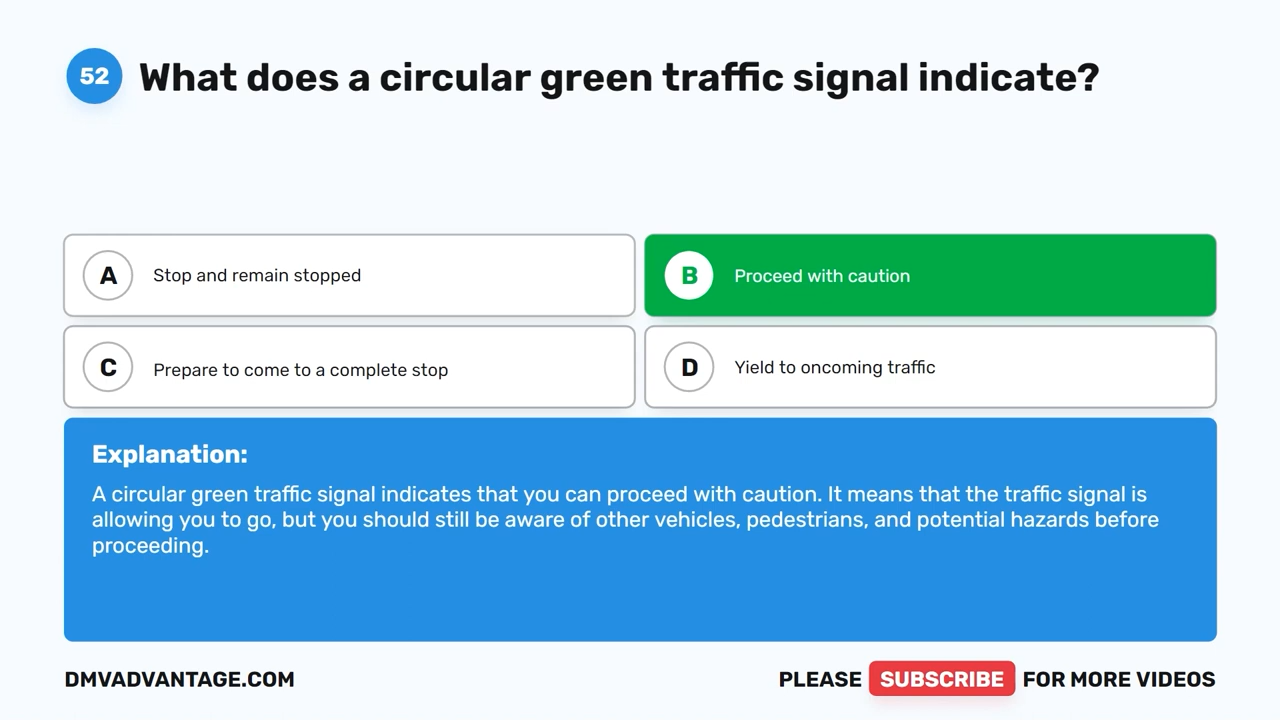 52 What does a circular green traffic signal indicate?
A Stop and remain stopped
B Proceed with caution
C Prepare to come to a complete stop
D Yield to oncoming traffic
Explanation:
A circular green traffic signal indicates that you can proceed with caution. It means that the traffic signal is
allowing you to go, but you should still be aware of other vehicles, pedestrians, and potential hazards before
proceeding.
DMVADVANTAGE.COM
PLEASE SUBSCRIBE FOR MORE VIDEOS